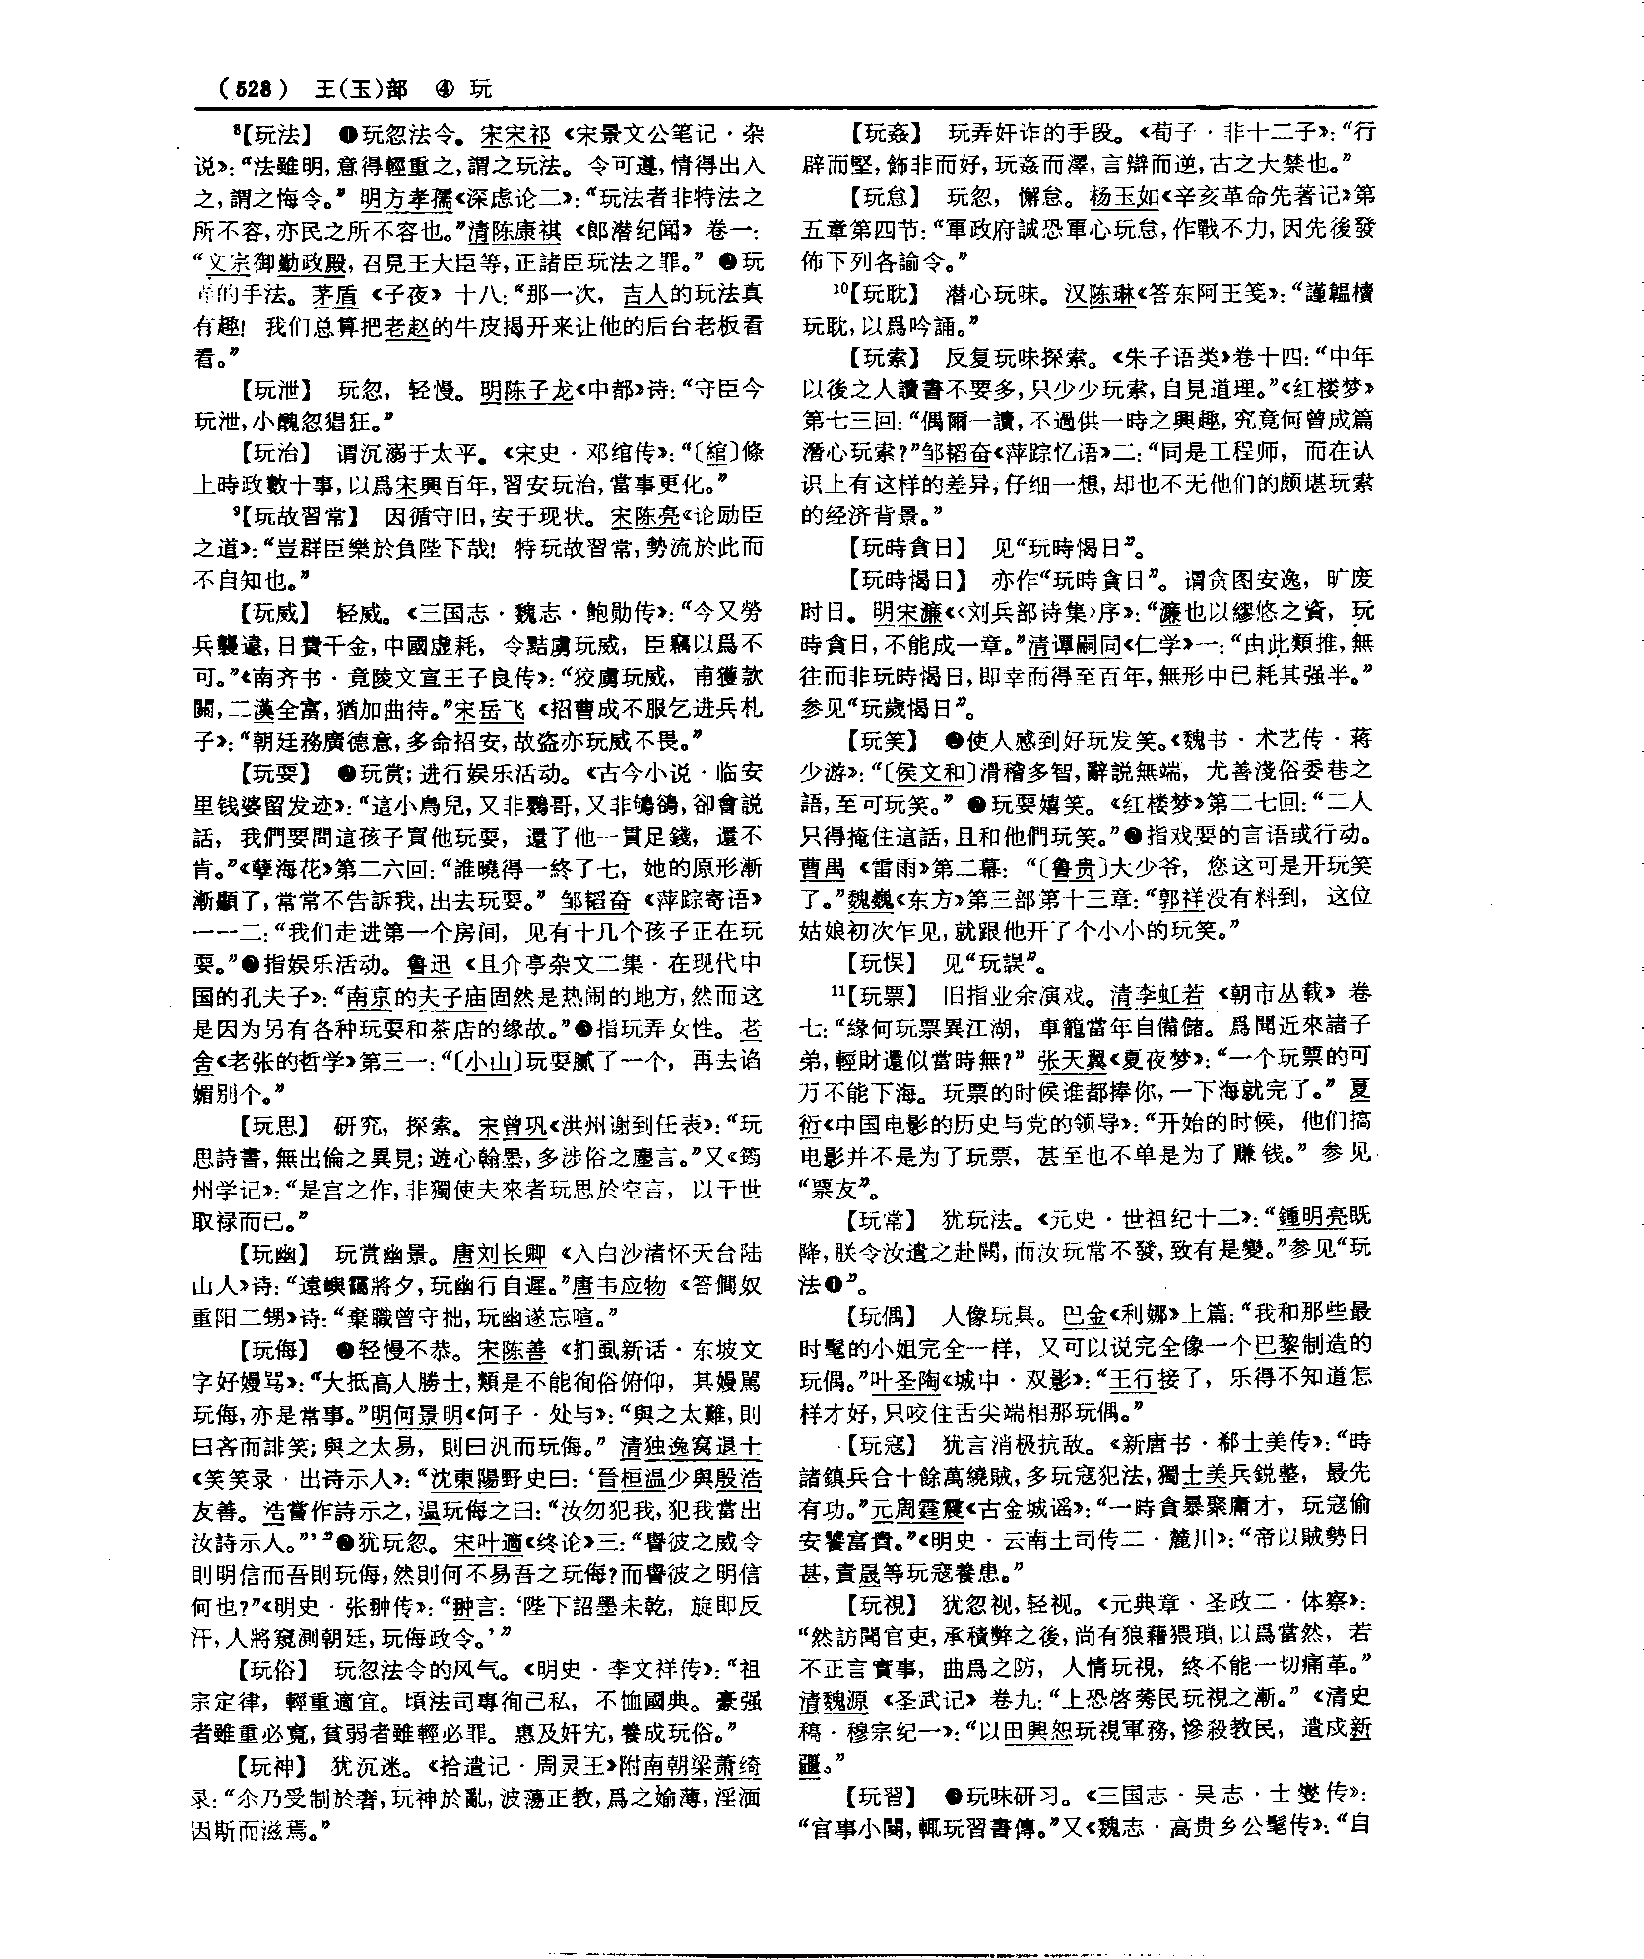 （528） 王(玉)部 ④ 玩
⁸【玩法】 ❶玩忽法令。宋宋祁《宋景文公笔记·杂
说》：“法雖明，意得輕重之，謂之玩法。令可遵，情得出入
之，謂之悔令。”明方孝孺《深虑论二》：“玩法者非特法之
所不容，亦民之所不容也。”清陈康祺《郎潜纪闻》卷一：
“文宗御勤政殿，召見王大臣等，正諸臣玩法之罪。”❷玩
的手法。茅盾《子夜》十八：“那一次，吉人的玩法真
有趣！我们总算把老赵的牛皮揭开来让他的后台老板看
看。”
【玩泄】 玩忽，轻慢。明陈子龙《中都》诗：“守臣今
玩泄，小醜忽猖狂。”
【玩治】 谓沉溺于太平。《宋史·邓绾传》：“〔綰〕條
上時政數十事，以爲宋興百年，習安玩治，當事更化。”
⁹【玩故習常】 因循守旧，安于现状。宋陈亮《论励臣
之道》：“豈群臣樂於負陛下哉！特玩故習常，勢流於此而
不自知也。”
【玩威】 轻威。《三国志·魏志·鲍勋传》：“今又勞
兵襲遠，日費千金，中國虚耗，令黠虜玩威，臣竊以爲不
可。”《南齐书·竟陵文宣王子良传》：“狡虜玩威，甫獲款
關，二漢全富，猶加曲待。”宋岳飞《招曹成不服乞进兵札
子》：“朝廷務廣德意，多命招安，故盗亦玩威不畏。”
【玩耍】 ❶玩赏；进行娱乐活动。《古今小说·临安
里钱婆留发迹》：“這小鳥兒，又非鸚哥，又非鴝鵒，卻會説
話，我們要問這孩子買他玩耍，還了他一貫足錢，還不
肯。”《孽海花》第二六回：“誰曉得一終了七，她的原形漸
漸顯了，常常不告訴我，出去玩耍。”邹韬奋《萍踪寄语》
一一二：“我们走进第一个房间，见有十几个孩子正在玩
耍。”❷指娱乐活动。鲁迅《且介亭杂文二集·在现代中
国的孔夫子》：“南京的夫子庙固然是热闹的地方，然而这
是因为另有各种玩耍和茶店的缘故。”❸指玩弄女性。老
舍《老张的哲学》第三一：“〔小山〕玩耍腻了一个，再去谄
媚别个。”
【玩思】 研究，探索。宋曾巩《洪州谢到任表》：“玩
思詩書，無出倫之異見；遊心翰墨，多涉俗之塵言。”又《筠
州学记》：“是宫之作，非獨使夫來者玩思於空言，以干世
取禄而已。”
【玩幽】 玩赏幽景。唐刘长卿《入白沙渚怀天台陆
山人》诗：“遠嶼靄將夕，玩幽行自遲。”唐韦应物《答僴奴
重阳二甥》诗：“棄職曾守拙，玩幽遂忘喧。”
【玩侮】 ❶轻慢不恭。宋陈善《扪虱新话·东坡文
字好嫚骂》：“大抵高人勝士，類是不能徇俗俯仰，其嫚駡
玩侮，亦是常事。”明何景明《何子·处与》：“與之太難，則
曰吝而誹笑；與之太易，則曰汎而玩侮。”清独逸窝退士
《笑笑录·出诗示人》：“沈東陽野史曰：‘晉桓温少與殷浩
友善。浩嘗作詩示之，温玩侮之曰：“汝勿犯我，犯我當出
汝詩示人。”’”❷犹玩忽。宋叶適《终论》三：“譬彼之威令
則明信而吾則玩侮，然則何不易吾之玩侮？而譬彼之明信
何也？”《明史·张翀传》：“翀言：‘陛下詔墨未乾，旋即反
汗，人將窺測朝廷，玩侮政令。’”
【玩俗】 玩忽法令的风气。《明史·李文祥传》：“祖
宗定律，輕重適宜。頃法司專徇己私，不恤國典。豪强
者雖重必寬，貧弱者雖輕必罪。惠及奸宄，養成玩俗。”
【玩神】 犹沉迷。《拾遗记·周灵王》附南朝梁萧绮
录：“尒乃受制於奢，玩神於亂，波蕩正教，爲之媮薄，淫湎
因斯而滋焉。”
【玩姦】 玩弄奸诈的手段。《荀子·非十二子》：“行
辟而堅，飾非而好，玩姦而澤，言辯而逆，古之大禁也。”
【玩怠】 玩忽，懈怠。杨玉如《辛亥革命先著记》第
五章第四节：“軍政府誠恐軍心玩怠，作戰不力，因先後發
佈下列各諭令。”
¹⁰【玩耽】 潜心玩味。汉陈琳《答东阿王笺》：“謹韞櫝
玩耽，以爲吟誦。”
【玩索】 反复玩味探索。《朱子语类》卷十四：“中年
以後之人讀書不要多，只少少玩索，自見道理。”《红楼梦》
第七三回：“偶爾一讀，不過供一時之興趣，究竟何曾成篇
潛心玩索？”邹韬奋《萍踪忆语》二：“同是工程师，而在认
识上有这样的差异，仔细一想，却也不无他们的颇堪玩索
的经济背景。”
【玩時貪日】 见“玩時愒日”。
【玩時愒日】 亦作“玩時貪日”。谓贪图安逸，旷废
时日。明宋濂《〈刘兵部诗集〉序》：“濂也以繆悠之資，玩
時貪日，不能成一章。”清谭嗣同《仁学》一：“由此類推，無
往而非玩時愒日，即幸而得至百年，無形中已耗其强半。”
参见“玩歲愒日”。
【玩笑】 ❶使人感到好玩发笑。《魏书·术艺传·蒋
少游》：“〔侯文和〕滑稽多智，辭説無端，尤善淺俗委巷之
語，至可玩笑。”❷玩耍嬉笑。《红楼梦》第二七回：“二人
只得掩住這話，且和他們玩笑。”❸指戏耍的言语或行动。
曹禺《雷雨》第二幕：“〔鲁贵〕大少爷，您这可是开玩笑
了。”魏巍《东方》第三部第十三章：“郭祥没有料到，这位
姑娘初次乍见，就跟他开了个小小的玩笑。”
【玩悮】 见“玩誤”。
¹¹【玩票】 旧指业余演戏。清李虹若《朝市丛载》卷
七：“緣何玩票異江湖，車籠當年自備儲。爲聞近來諸子
弟，輕財還似當時無？”张天翼《夏夜梦》：“一个玩票的可
万不能下海。玩票的时候谁都捧你，一下海就完了。”夏
衍《中国电影的历史与党的领导》：“开始的时候，他们搞
电影并不是为了玩票，甚至也不单是为了赚钱。”参见
“票友”。
【玩常】 犹玩法。《元史·世祖纪十二》：“鍾明亮既
降，朕令汝遣之赴闕，而汝玩常不發，致有是變。”参见“玩
法❶”。
【玩偶】 人像玩具。巴金《利娜》上篇：“我和那些最
时髦的小姐完全一样，又可以说完全像一个巴黎制造的
玩偶。”叶圣陶《城中·双影》：“王行接了，乐得不知道怎
样才好，只咬住舌尖端相那玩偶。”
【玩寇】 犹言消极抗敌。《新唐书·郗士美传》：“時
諸鎮兵合十餘萬繞賊，多玩寇犯法，獨士美兵鋭整，最先
有功。”元周霆震《古金城谣》：“一時貪暴聚庸才，玩寇偷
安饕富貴。”《明史·云南土司传二·麓川》：“帝以賊勢日
甚，責晟等玩寇養患。”
【玩視】 犹忽视，轻视。《元典章·圣政二·体察》：
“然訪聞官吏，承積弊之後，尚有狼藉猥瑣，以爲當然，若
不正言實事，曲爲之防，人情玩視，終不能一切痛革。”
清魏源《圣武记》卷九：“上恐啓莠民玩視之漸。”《清史
稿·穆宗纪一》：“以田興恕玩視軍務，慘殺教民，遣戍新
疆。”
【玩習】 ❶玩味研习。《三国志·吴志·士燮传》：
“官事小闋，輒玩習書傳。”又《魏志·高贵乡公髦传》：“自